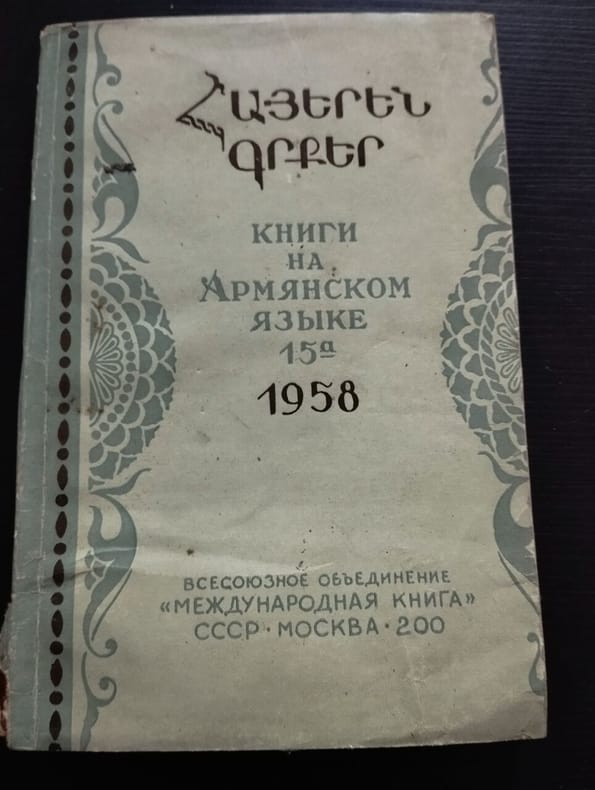 ՀԱՅԵՐԵՆ
ԳՐՔԵՐ
КНИГИ
НА
АРМЯНСКОМ
ЯЗЫКЕ
15а
1958
ВСЕСОЮЗНОЕ ОБЪЕДИНЕНИЕ
«МЕЖДУНАРОДНАЯ КНИГА»
СССР · МОСКВА · 200